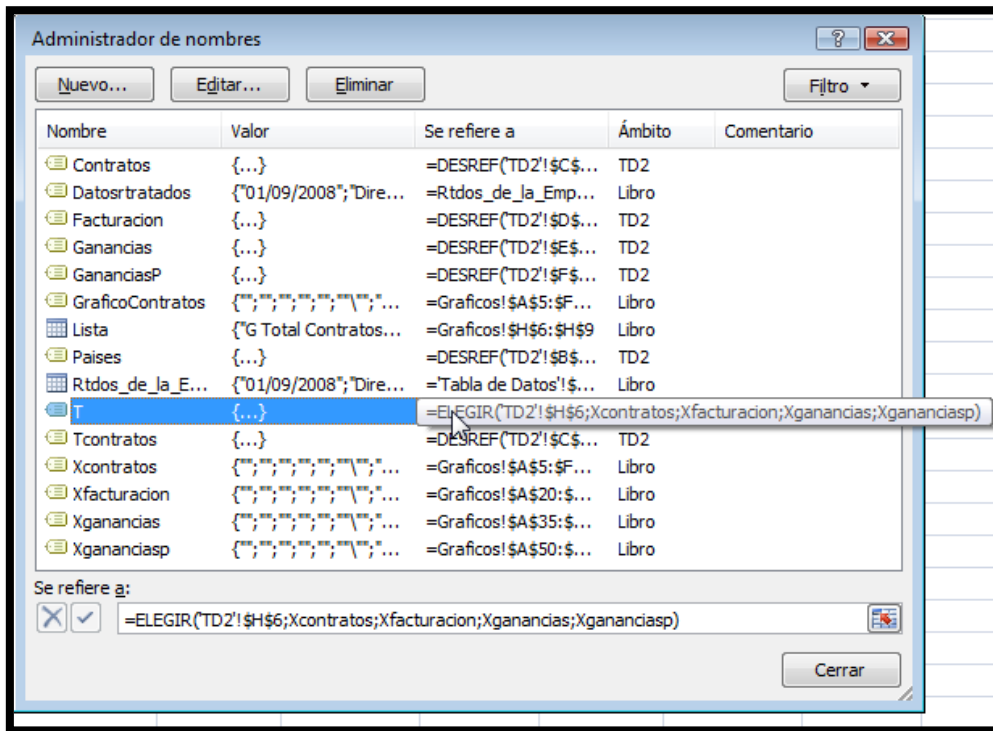 Administrador de nombres
Nuevo... Editar... Eliminar Filtro
Nombre Valor Se refiere a Ámbito Comentario
Contratos {...} =DESREF('TD2'!$C$... TD2
Datosrtratados {"01/09/2008";"Dire... =Rtdos_de_la_Emp... Libro
Facturacion {...} =DESREF('TD2'!$D$... TD2
Ganancias {...} =DESREF('TD2'!$E$... TD2
GananciasP {...} =DESREF('TD2'!$F$... TD2
GraficoContratos {"";"";"";"";"";""\"";"... =Graficos!$A$5:$F... Libro
Lista {"G Total Contratos... =Graficos!$H$6:$H$9 Libro
Paises {...} =DESREF('TD2'!$B$... TD2
Rtdos_de_la_E... {"01/09/2008";"Dire... ='Tabla de Datos'!$... Libro
T {...} =ELEGIR('TD2'!$H$6;Xcontratos;Xfacturacion;Xganancias;Xgananciasp)
Tcontratos {...} =DESREF('TD2'!$C$... TD2
Xcontratos {"";"";"";"";"";""\"";"... =Graficos!$A$5:$F... Libro
Xfacturacion {"";"";"";"";"";""\"";"... =Graficos!$A$20:$... Libro
Xganancias {"";"";"";"";"";""\"";"... =Graficos!$A$35:$... Libro
Xgananciasp {"";"";"";"";"";""\"";"... =Graficos!$A$50:$... Libro
Se refiere a:
=ELEGIR('TD2'!$H$6;Xcontratos;Xfacturacion;Xganancias;Xgananciasp)
Cerrar